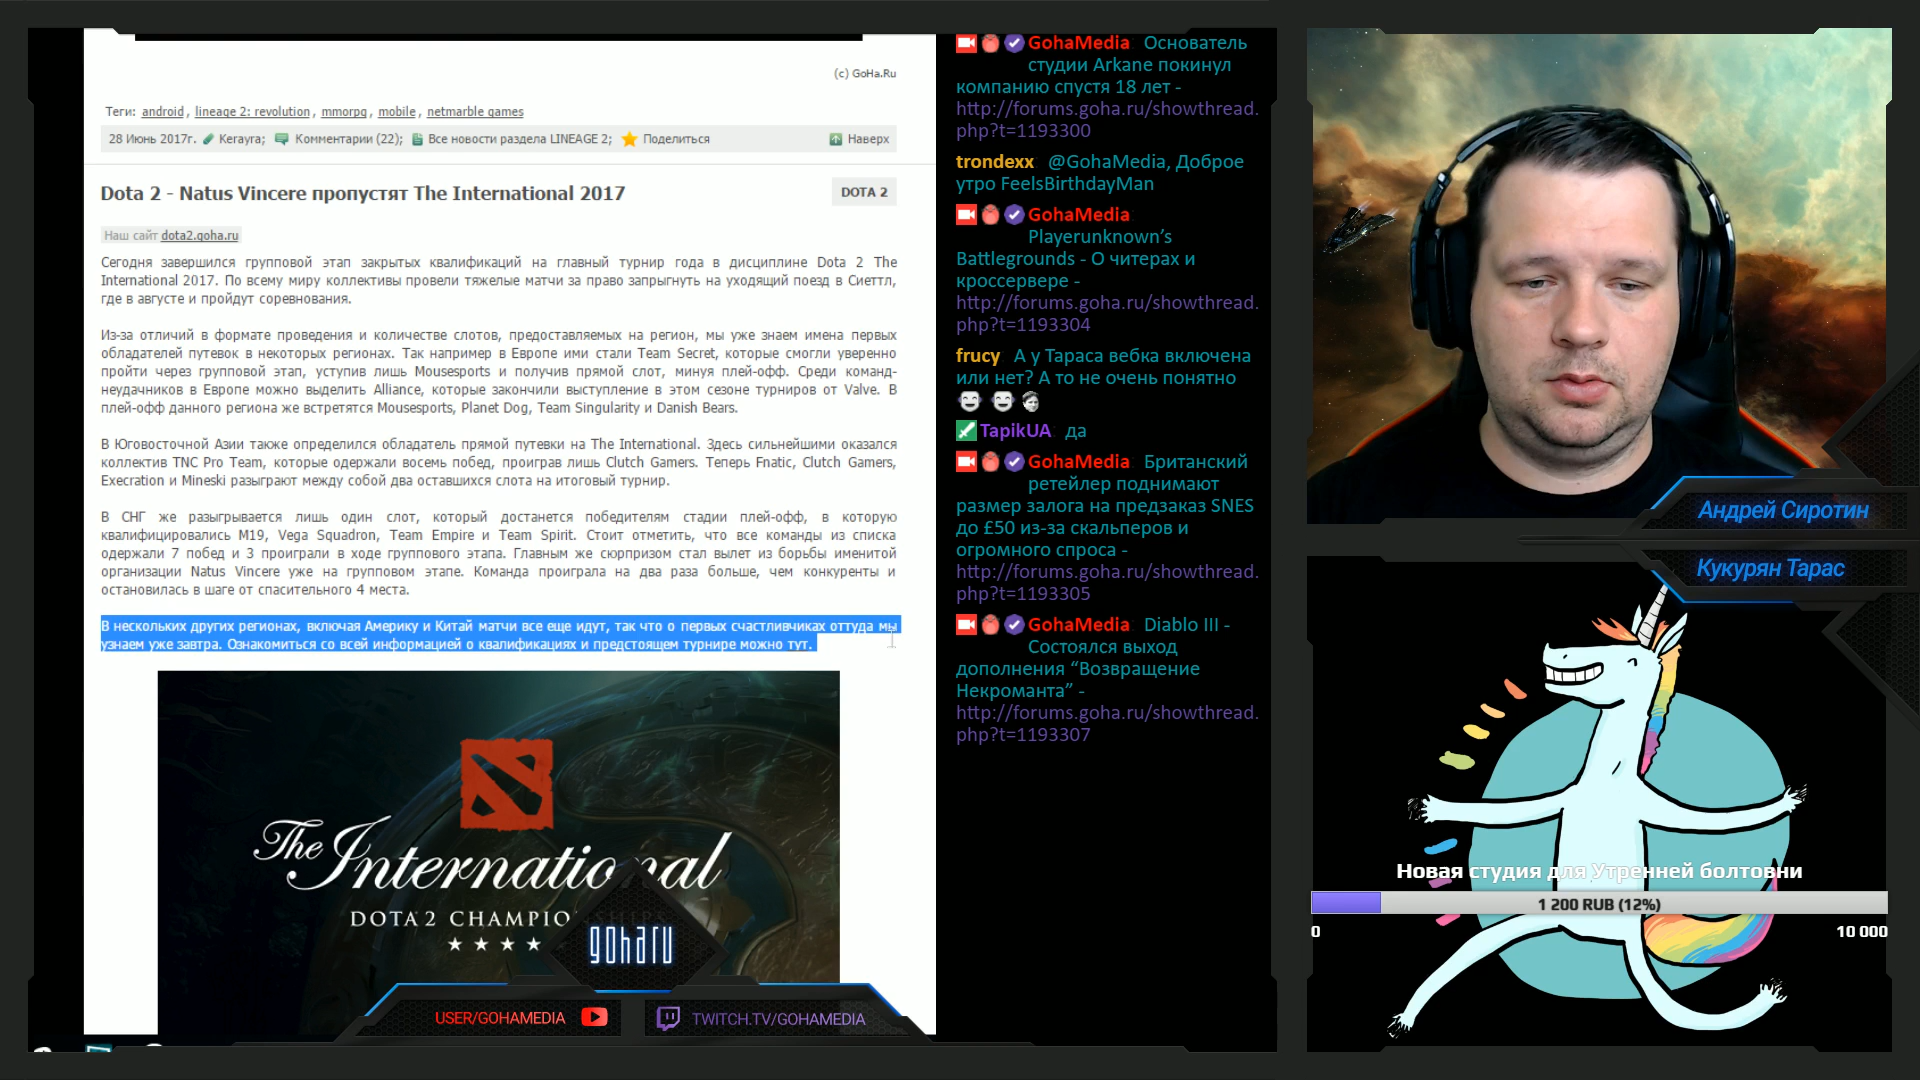 (c) GoHa.Ru
Теги: android, lineage 2: revolution, mmorpg, mobile, netmarble games
28 Июнь 2017г. Kerayra; Комментарии (22); Все новости раздела LINEAGE 2; Поделиться Наверх
Dota 2 - Natus Vincere пропустят The International 2017
DOTA 2
Наш сайт dota2.goha.ru
Сегодня завершился групповой этап закрытых квалификаций на главный турнир года в дисциплине Dota 2 The
International 2017. По всему миру коллективы провели тяжелые матчи за право запрыгнуть на уходящий поезд в Сиеттл,
где в августе и пройдут соревнования.
Из-за отличий в формате проведения и количестве слотов, предоставляемых на регион, мы уже знаем имена первых
обладателей путевок в некоторых регионах. Так например в Европе ими стали Team Secret, которые смогли уверенно
пройти через групповой этап, уступив лишь Mousesports и получив прямой слот, минуя плей-офф. Среди команд-
неудачников в Европе можно выделить Alliance, которые закончили выступление в этом сезоне турниров от Valve. В
плей-офф данного региона же встретятся Mousesports, Planet Dog, Team Singularity и Danish Bears.
В Юговосточной Азии также определился обладатель прямой путевки на The International. Здесь сильнейшими оказался
коллектив TNC Pro Team, которые одержали восемь побед, проиграв лишь Clutch Gamers. Теперь Fnatic, Clutch Gamers,
Execration и Mineski разыграют между собой два оставшихся слота на итоговый турнир.
В СНГ же разыгрывается лишь один слот, который достанется победителям стадии плей-офф, в которую
квалифицировались M19, Vega Squadron, Team Empire и Team Spirit. Стоит отметить, что все команды из списка
одержали 7 побед и 3 проиграли в ходе группового этапа. Главным же сюрпризом стал вылет из борьбы именитой
организации Natus Vincere уже на групповом этапе. Команда проиграла на два раза больше, чем конкуренты и
остановилась в шаге от спасительного 4 места.
В нескольких других регионах, включая Америку и Китай матчи все еще идут, так что о первых счастливчиках оттуда мы
узнаем уже завтра. Ознакомиться со всей информацией о квалификациях и предстоящем турнире можно тут.
The International
DOTA 2 CHAMPIO
goharu
USER/GOHAMEDIA
TWITCH.TV/GOHAMEDIA
GohaMedia Основатель
студии Arkane покинул
компанию спустя 18 лет -
http://forums.goha.ru/showthread.
php?t=1193300
trondexx @GohaMedia, Доброе
утро FeelsBirthdayMan
GohaMedia
Playerunknown’s
Battlegrounds - О читерах и
кроссервере -
http://forums.goha.ru/showthread.
php?t=1193304
frucy А у Тараса вебка включена
или нет? А то не очень понятно
TapikUA да
GohaMedia Британский
ретейлер поднимают
размер залога на предзаказ SNES
до £50 из-за скальперов и
огромного спроса -
http://forums.goha.ru/showthread.
php?t=1193305
GohaMedia Diablo III -
Состоялся выход
дополнения “Возвращение
Некроманта” -
http://forums.goha.ru/showthread.
php?t=1193307
Андрей Сиротин
Кукурян Тарас
Новая студия для Утренней болтовни
1 200 RUB (12%)
0
10 000